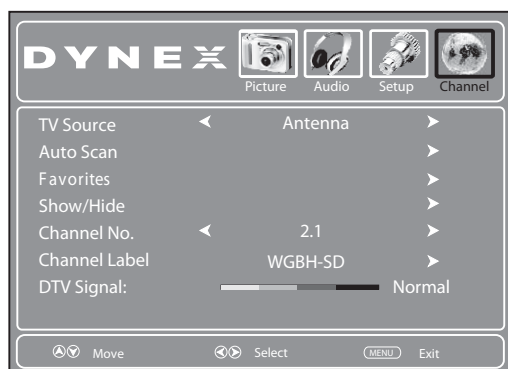 DYNEX
Picture Audio Setup Channel
TV Source Antenna
Auto Scan
Favorites
Show/Hide
Channel No. 2.1
Channel Label WGBH-SD
DTV Signal: Normal
Move Select MENU Exit